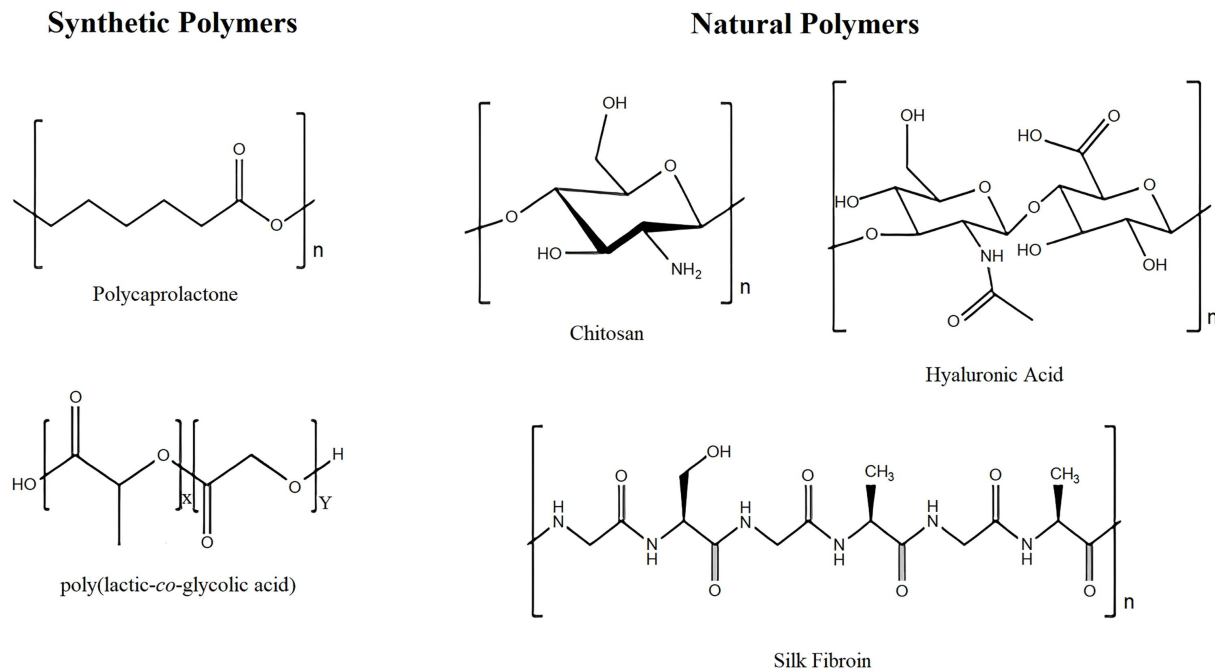 Synthetic Polymers
Natural Polymers
O
O
n
Polycaprolactone
OH
O
O
HO
NH2
n
Chitosan
OH
HO
O
O
HO
O
O
NH
O
O
HO
OH
n
Hyaluronic Acid
O
HO
O
x
O
O
H
Y
poly(lactic-co-glycolic acid)
OH
O
H
N
N
H
O
H
N
O
CH3
N
H
O
H
N
O
CH3
N
H
O
n
Silk Fibroin